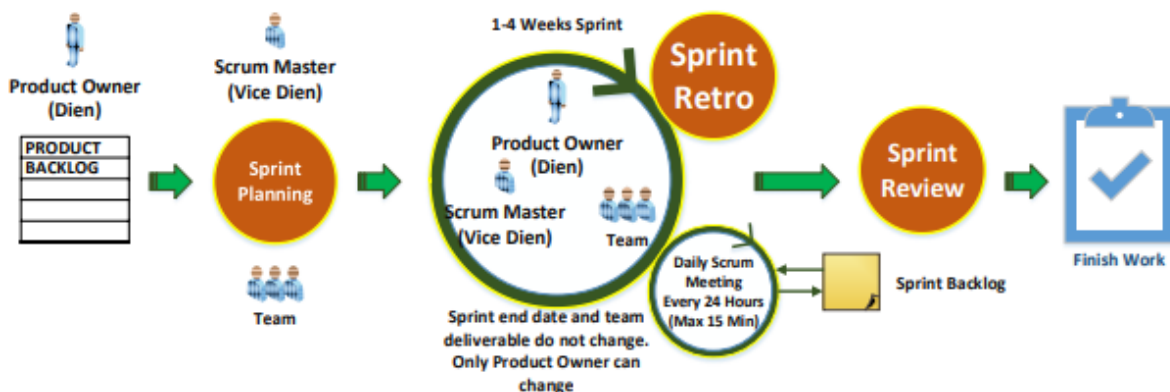 Product Owner
(Dien)
PRODUCT
BACKLOG
Scrum Master
(Vice Dien)
Sprint
Planning
Team
1-4 Weeks Sprint
Product Owner
(Dien)
Scrum Master
(Vice Dien)
Team
Sprint end date and team
deliverable do not change.
Only Product Owner can
change
Sprint
Retro
Daily Scrum
Meeting
Every 24 Hours
(Max 15 Min)
Sprint Backlog
Sprint
Review
Finish Work